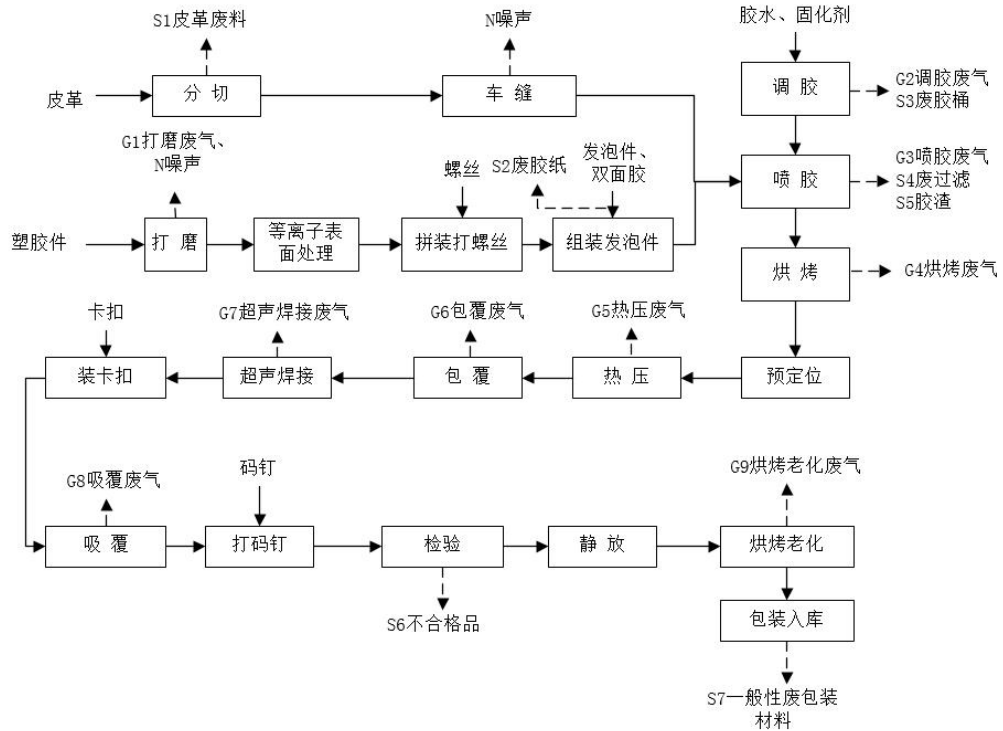 S1皮革废料
N噪声
胶水、固化剂
皮革
分 切
车 缝
调 胶
G2调胶废气
S3废胶桶
G1打磨废气、
N噪声
螺丝
S2废胶纸
发泡件、
双面胶
喷 胶
G3喷胶废气
S4废过滤
S5胶渣
塑胶件
打 磨
等离子表
面处理
拼装打螺丝
组装发泡件
烘 烤
G4烘烤废气
卡扣
G7超声焊接废气
G6包覆废气
G5热压废气
装卡扣
超声焊接
包 覆
热 压
预定位
G8吸覆废气
码钉
G9烘烤老化废气
吸 覆
打码钉
检验
静 放
烘烤老化
S6不合格品
包装入库
S7一般性废包装
材料